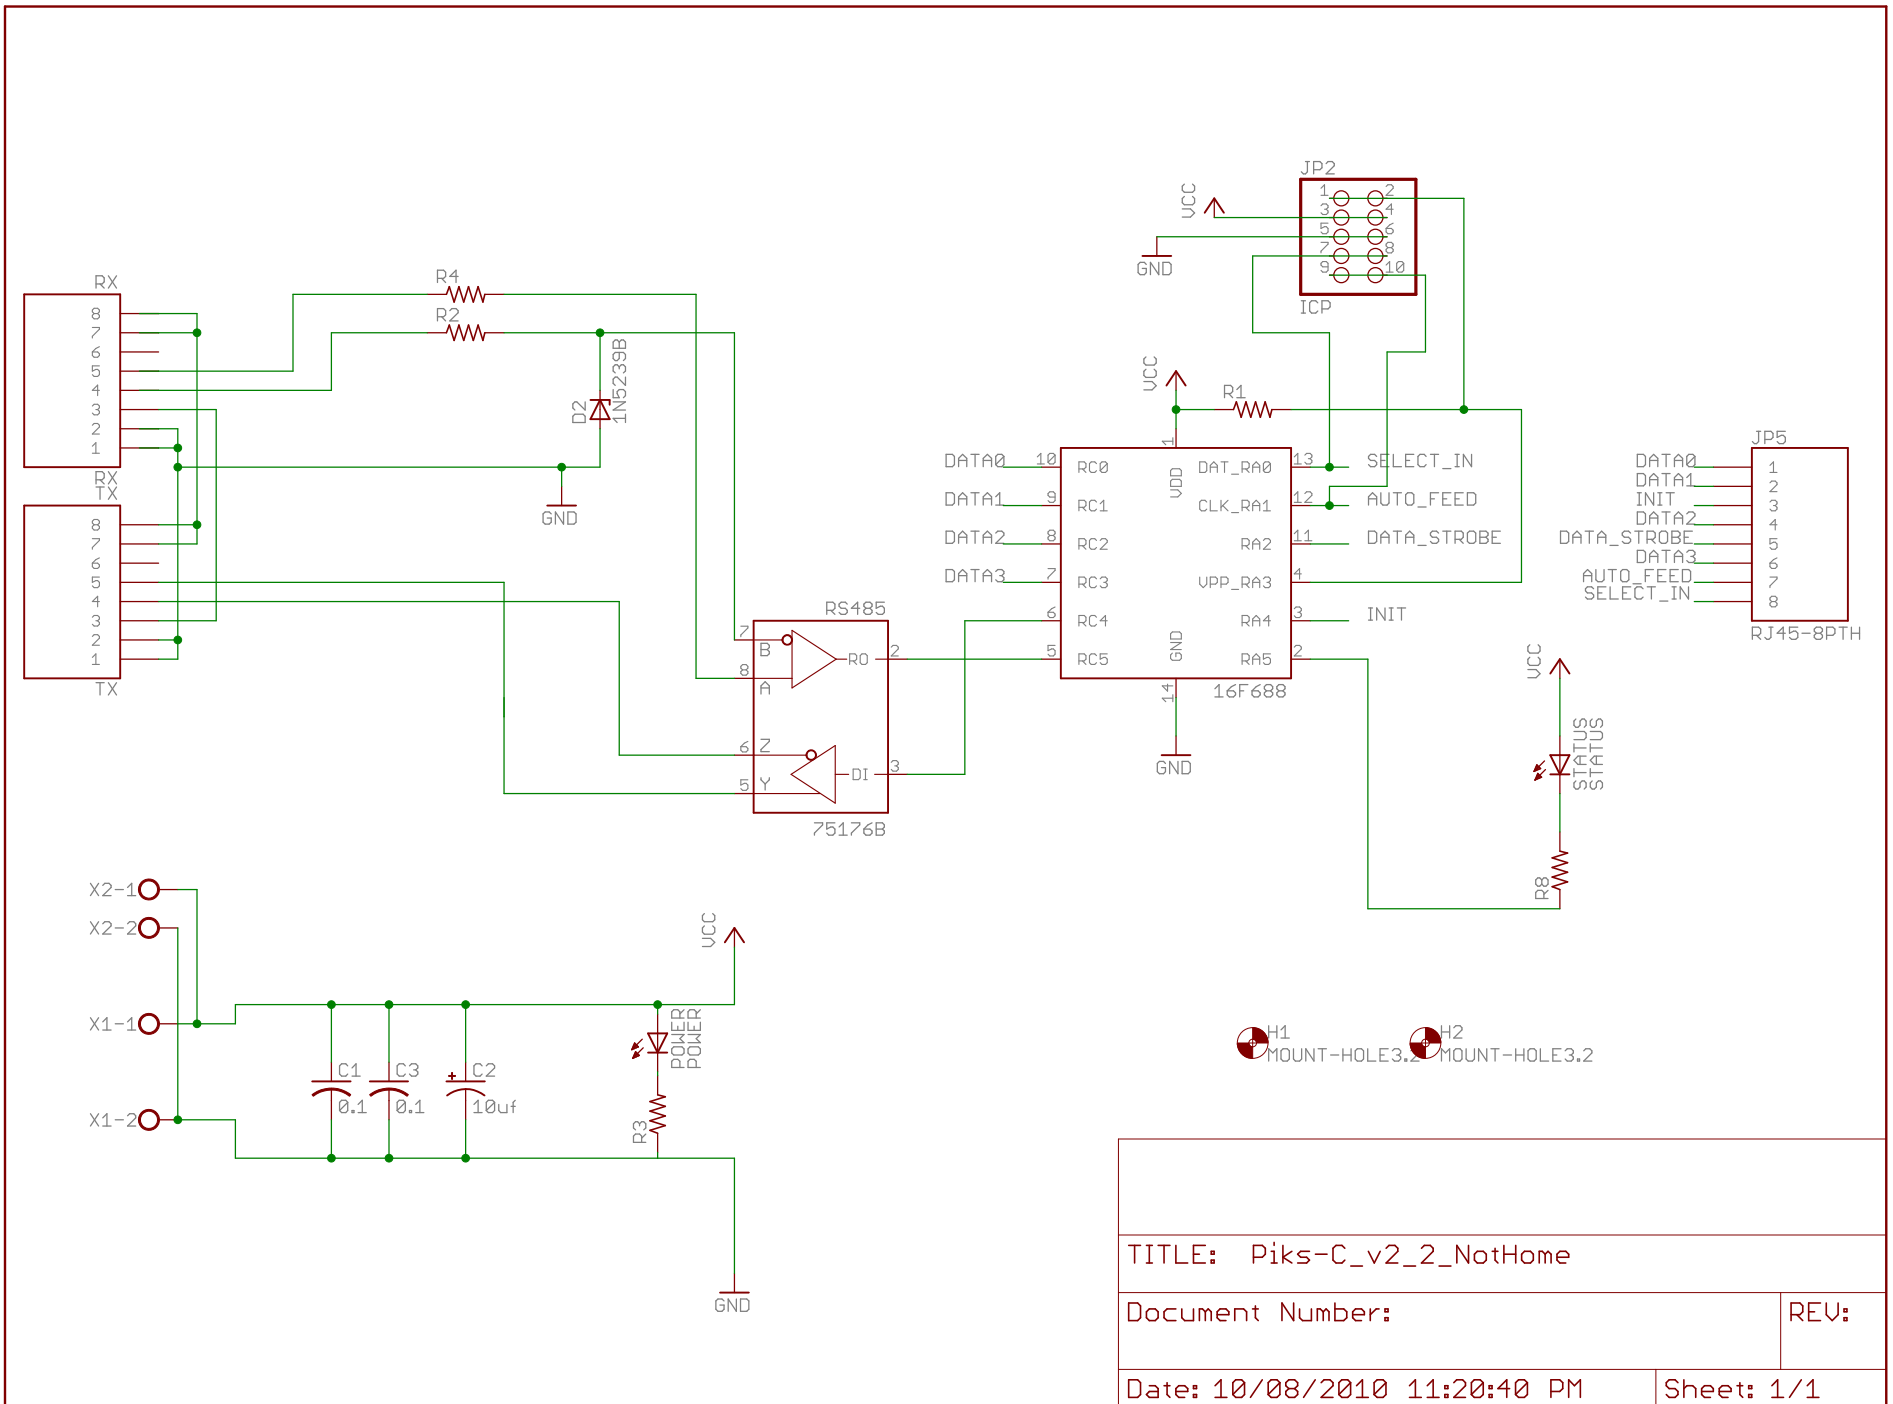 JP2
VCC
1 2
3 4
5 6
7 8
9 10
GND
ICP
RX
8
7
6
5
4
3
2
1
RX
R4
R2
D2
1N5239B
GND
TX
8
7
6
5
4
3
2
1
TX
VCC
R1
1
VDD
DATA0 10 RC0
DATA1 9 RC1
DATA2 8 RC2
DATA3 7 RC3
6 RC4
5 RC5
DAT_RA0 13 SELECT_IN
CLK_RA1 12 AUTO_FEED
RA2 11 DATA_STROBE
VPP_RA3 4
RA4 3 INIT
RA5 2
GND
14
16F688
GND
JP5
DATA0 1
DATA1 2
INIT 3
DATA2 4
DATA_STROBE 5
DATA3 6
AUTO_FEED 7
SELECT_IN 8
RJ45-8PTH
RS485
7 B
8 A
RO 2
6 Z
5 Y
DI 3
75176B
VCC
STATUS
STATUS
R8
X2-1
X2-2
X1-1
X1-2
VCC
C1
0.1
C3
0.1
C2
10uf
POWER
POWER
R3
GND
H1
MOUNT-HOLE3.2
H2
MOUNT-HOLE3.2
TITLE: Piks-C_v2_2_NotHome
Document Number:
REV:
Date: 10/08/2010 11:20:40 PM
Sheet: 1/1